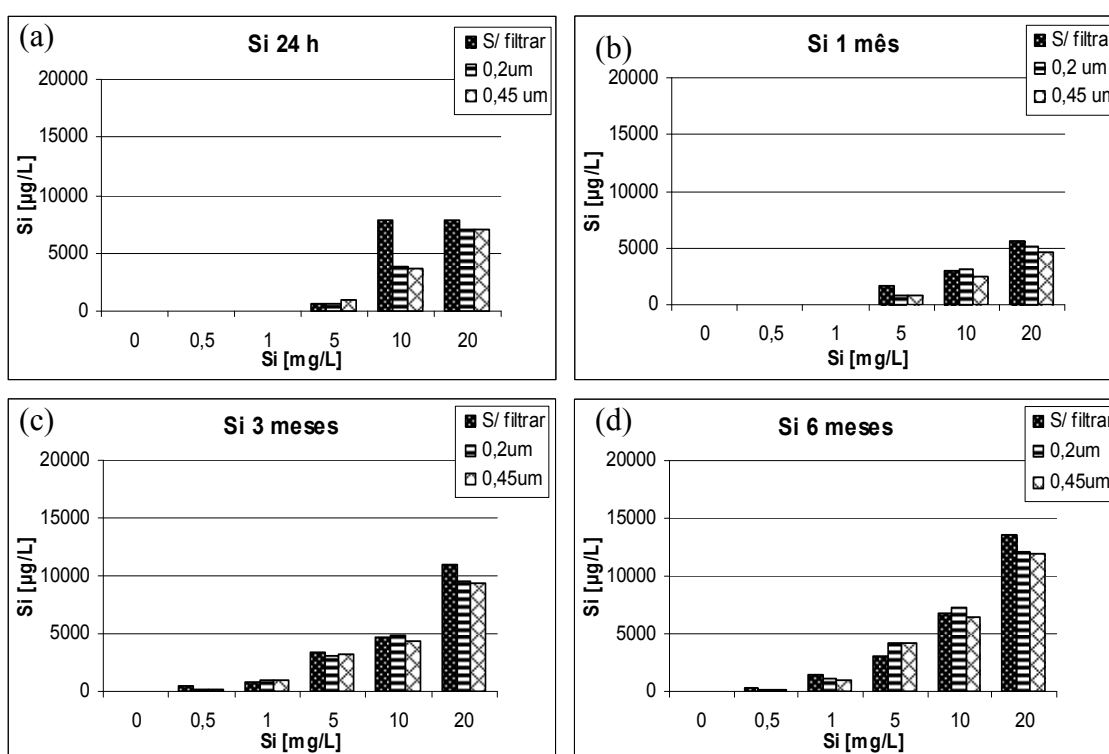 (a)
Si 24 h
S/ filtrar
0,2um
0,45 um
20000
15000
10000
5000
0
Si [µg/L]
0 0,5 1 5 10 20
Si [mg/L]
(b)
Si 1 mês
S/ filtrar
0,2 um
0,45 um
20000
15000
10000
5000
0
Si [µg/L]
0 0,5 1 5 10 20
Si [mg/L]
(c)
Si 3 meses
S/ filtrar
0,2um
0,45um
20000
15000
10000
5000
0
Si [µg/L]
0 0,5 1 5 10 20
Si [mg/L]
(d)
Si 6 meses
S/ filtrar
0,2um
0,45um
20000
15000
10000
5000
0
Si [µg/L]
0 0,5 1 5 10 20
Si [mg/L]